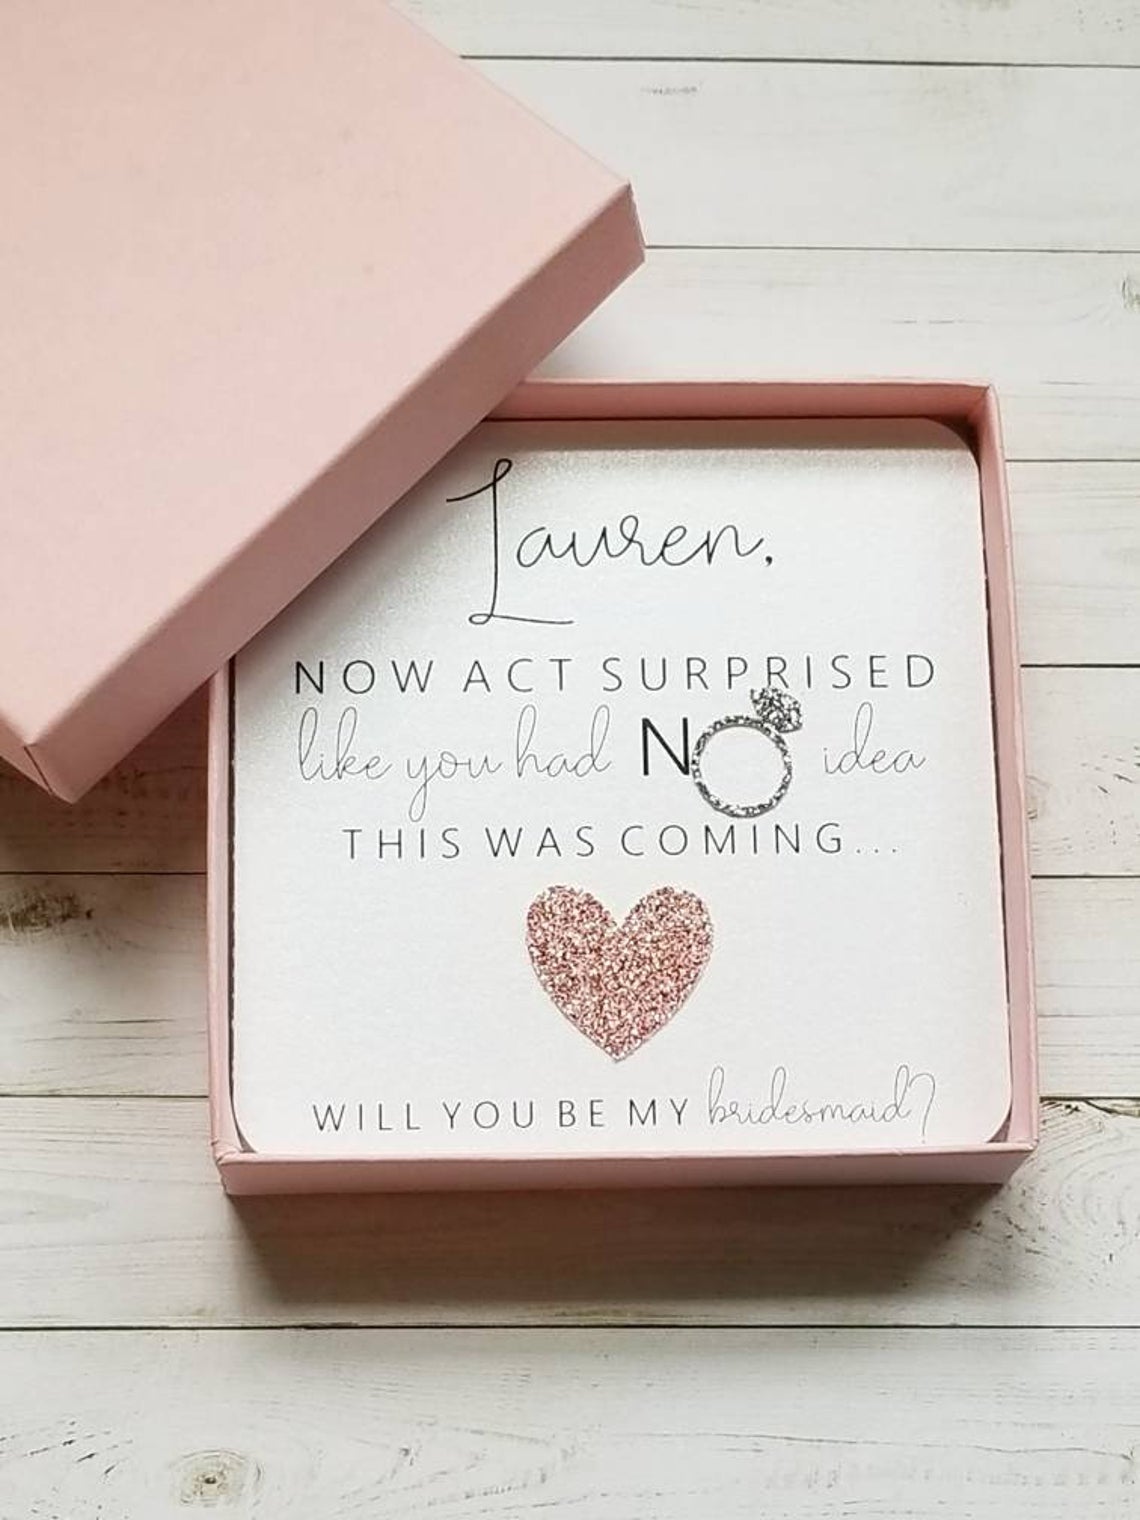 Lauren,
NOW ACT SURPRISED
like you had NO idea
THIS WAS COMING...
WILL YOU BE MY bridesmaid?